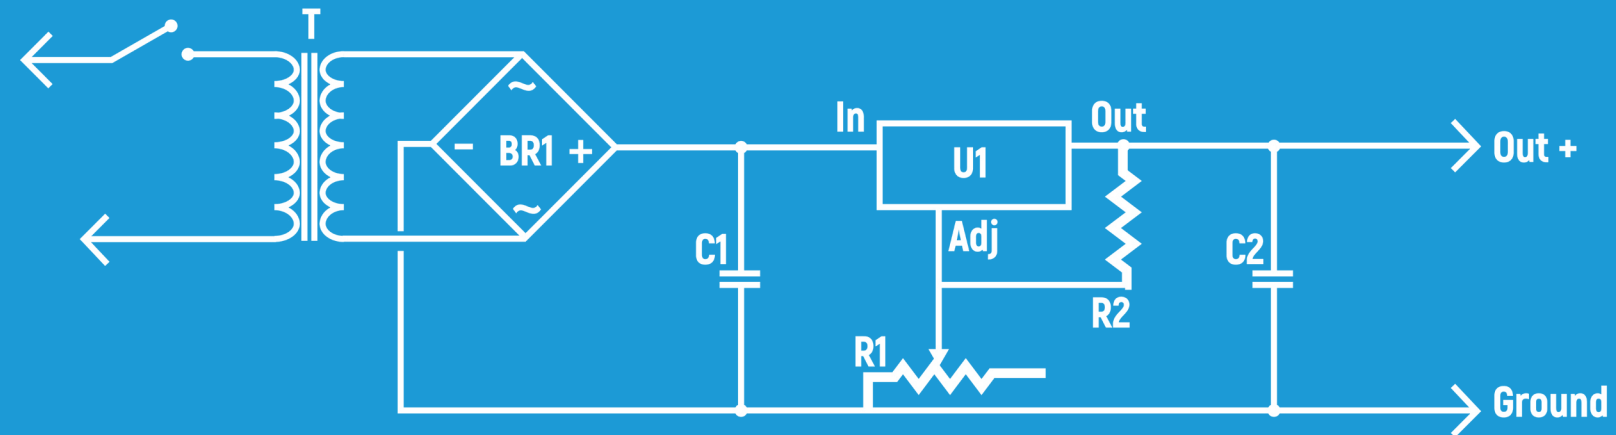 T
~
In
Out
- BR1 +
U1
Out +
~
C1
Adj
C2
R2
R1
Ground